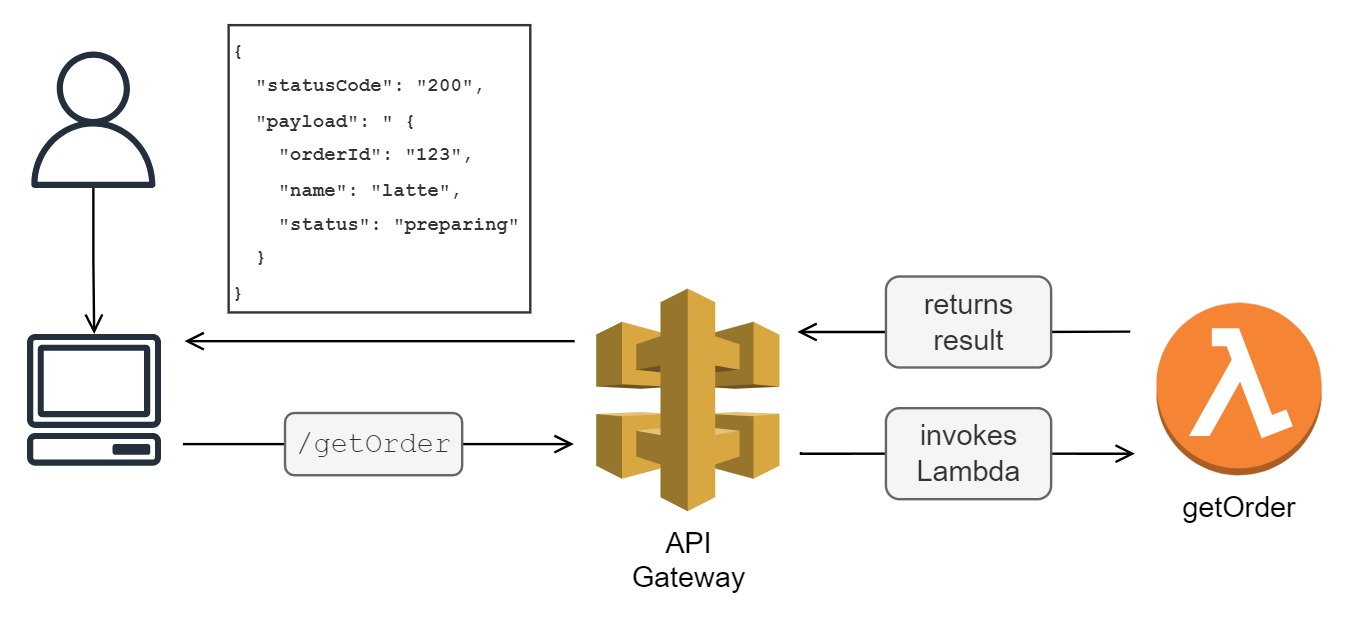 {
"statusCode": "200",
"payload": " {
"orderId": "123",
"name": "latte",
"status": "preparing"
}
}
returns
result
/getOrder
invokes
Lambda
getOrder
API
Gateway